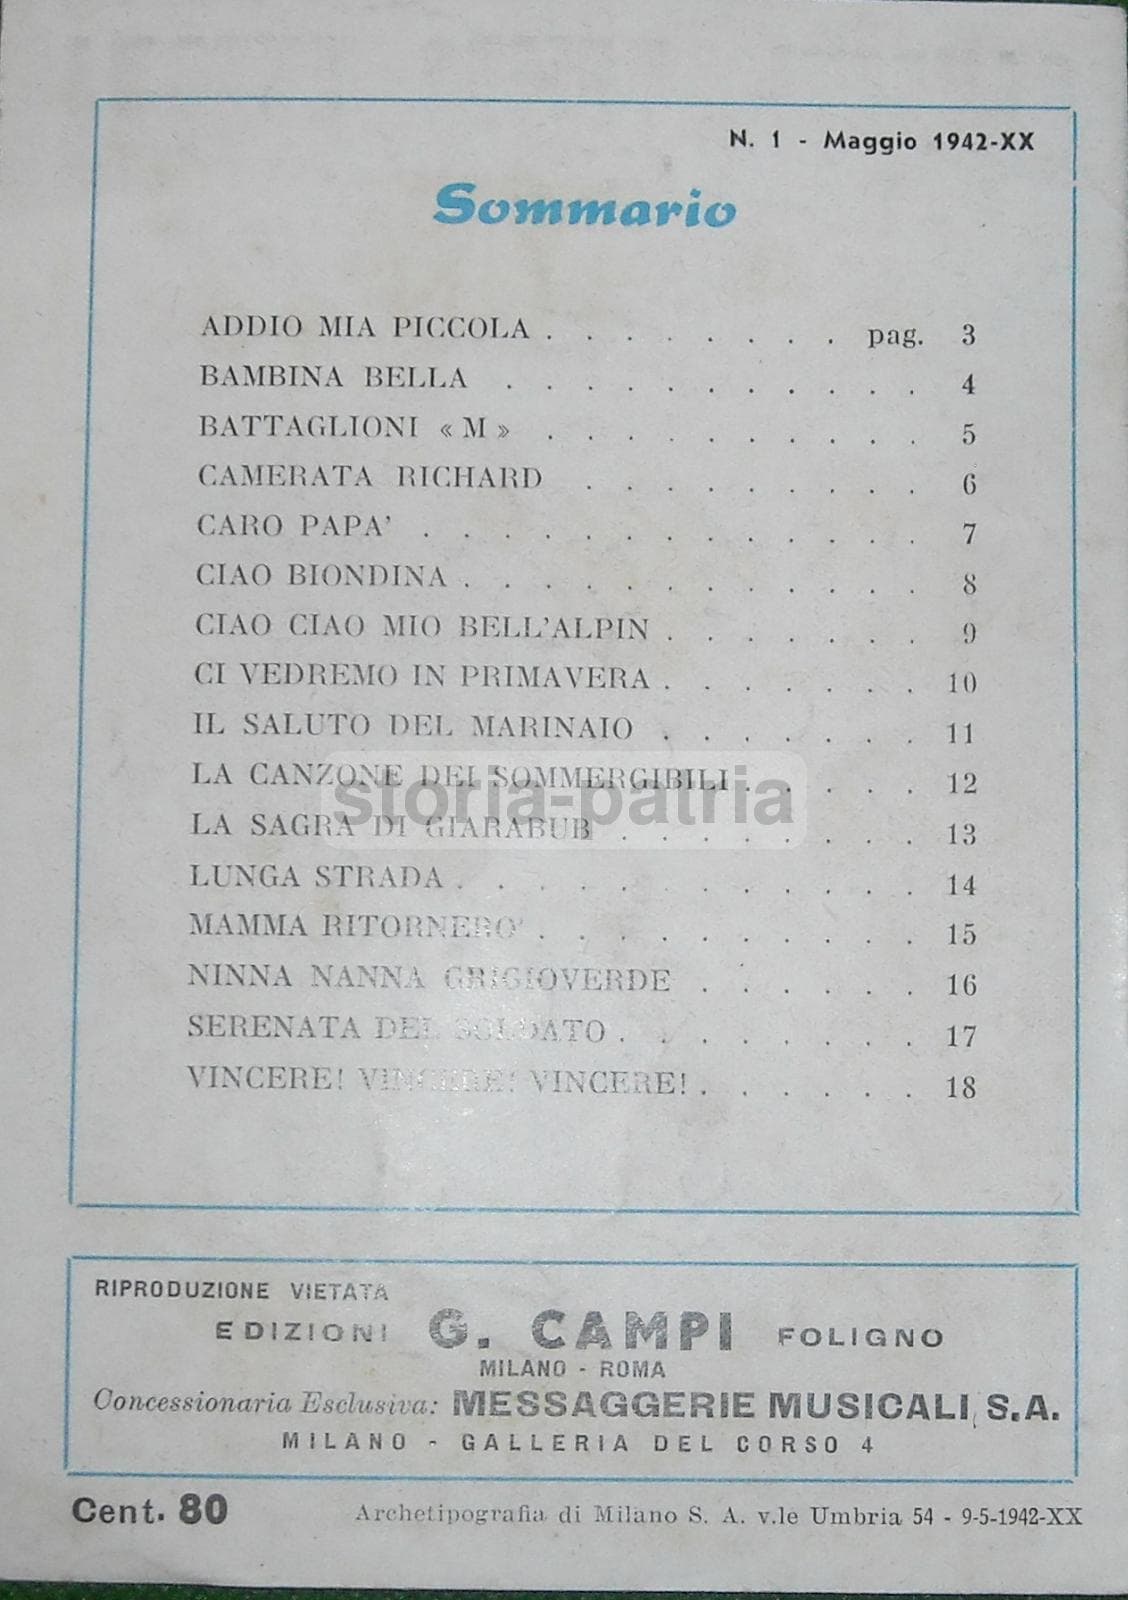 N. 1 - Maggio 1942-XX
Sommario
ADDIO MIA PICCOLA . . . . . . . . pag. 3
BAMBINA BELLA . . . . . . . . . . . 4
BATTAGLIONI « M » . . . . . . . . . . 5
CAMERATA RICHARD . . . . . . . . . 6
CARO PAPA' . . . . . . . . . . . . . 7
CIAO BIONDINA . . . . . . . . . . . . 8
CIAO CIAO MIO BELL'ALPIN . . . . . . . 9
CI VEDREMO IN PRIMAVERA . . . . . . . 10
IL SALUTO DEL MARINAIO . . . . . . . 11
LA CANZONE DEI SOMMERGIBILI . . . . . 12
LA SAGRA DI GIARABUB . . . . . . . . 13
LUNGA STRADA . . . . . . . . . . . . 14
MAMMA RITORNERO' . . . . . . . . . . 15
NINNA NANNA GRIGIOVERDE . . . . . . 16
SERENATA DEL SOLDATO . . . . . . . . 17
VINCERE! VINCERE! VINCERE! . . . . . . 18
storia-patria
RIPRODUZIONE VIETATA
EDIZIONI G. CAMPI FOLIGNO
MILANO - ROMA
Concessionaria Esclusiva: MESSAGGERIE MUSICALI, S.A.
MILANO - GALLERIA DEL CORSO 4
Cent. 80 Archetipografia di Milano S. A. v.le Umbria 54 - 9-5-1942-XX